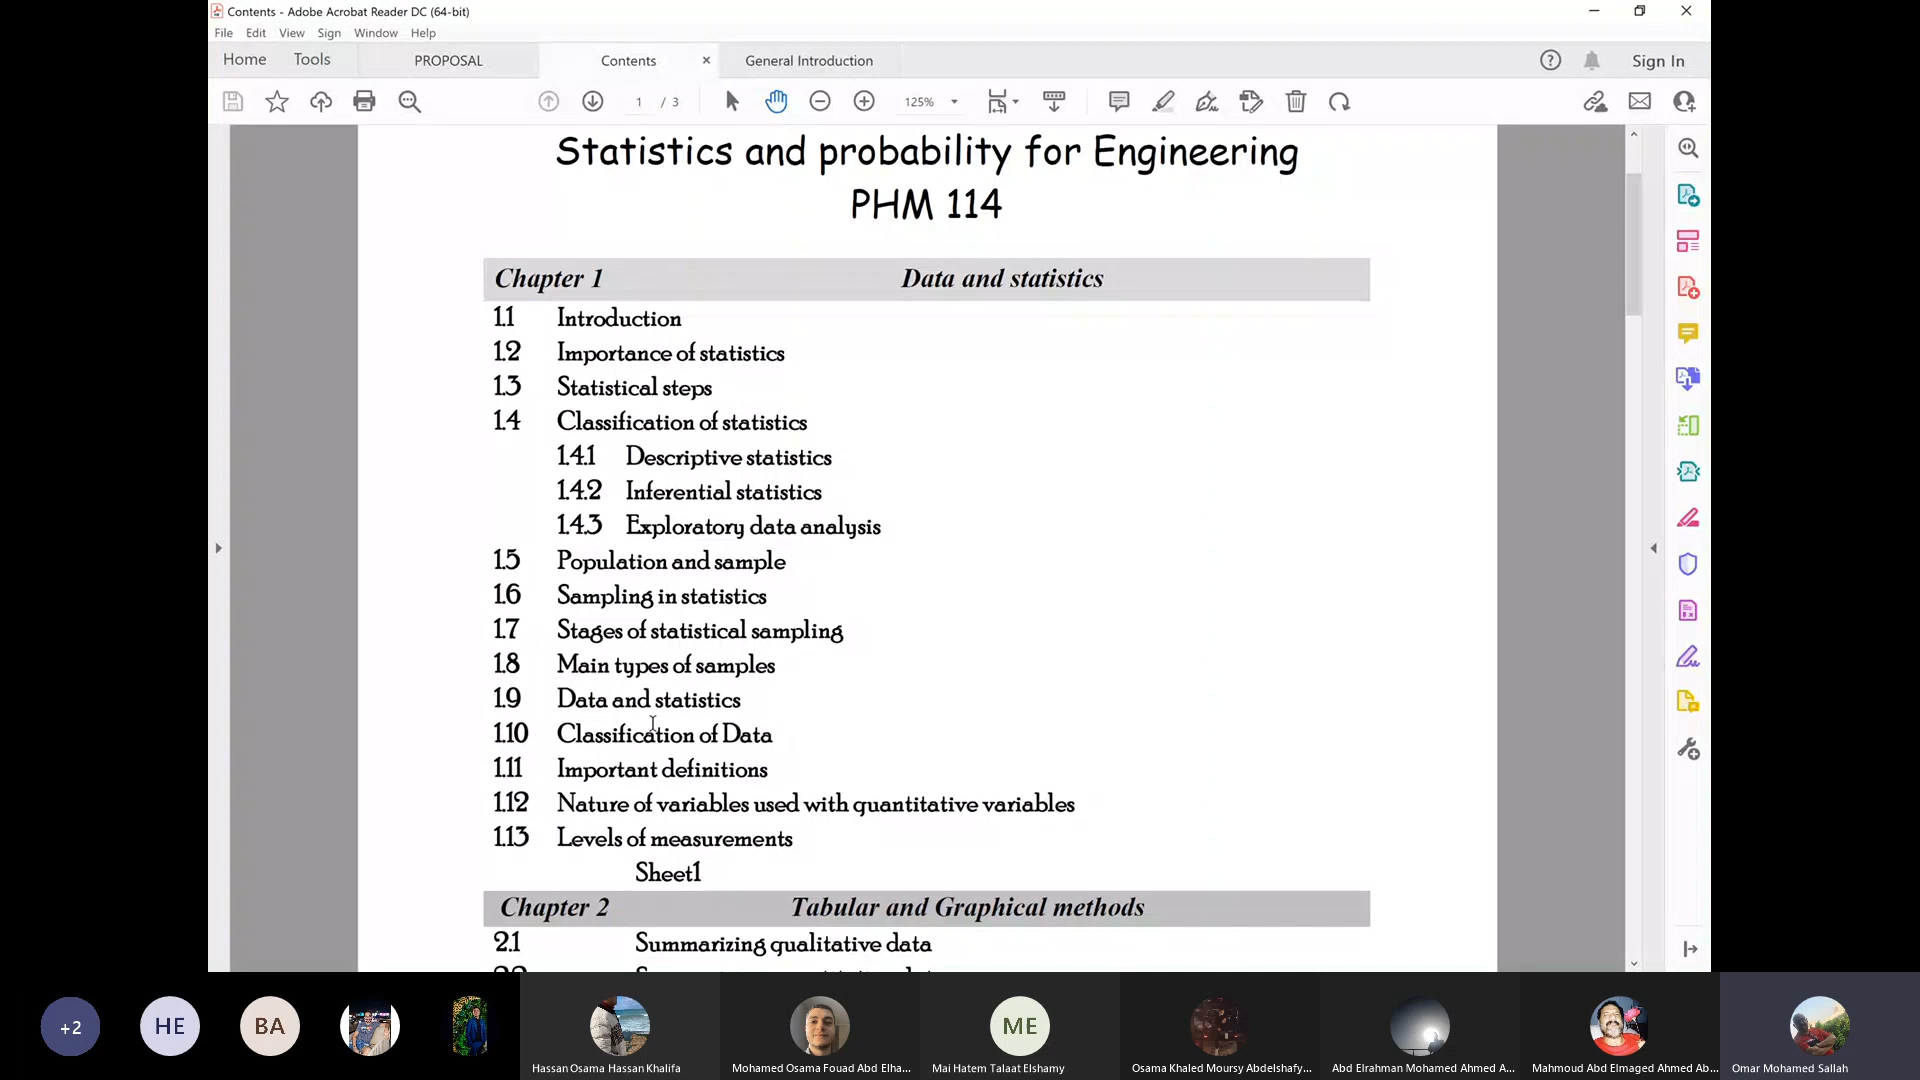 Contents - Adobe Acrobat Reader DC (64-bit)
File Edit View Sign Window Help
Home Tools PROPOSAL Contents × General Introduction Sign In
1 / 3 125%
Statistics and probability for Engineering
PHM 114
Chapter 1 Data and statistics
1.1 Introduction
1.2 Importance of statistics
1.3 Statistical steps
1.4 Classification of statistics
1.4.1 Descriptive statistics
1.4.2 Inferential statistics
1.4.3 Exploratory data analysis
1.5 Population and sample
1.6 Sampling in statistics
1.7 Stages of statistical sampling
1.8 Main types of samples
1.9 Data and statistics
1.10 Classification of Data
1.11 Important definitions
1.12 Nature of variables used with quantitative variables
1.13 Levels of measurements
Sheet1
Chapter 2 Tabular and Graphical methods
2.1 Summarizing qualitative data
+2 HE BA ME
Hassan Osama Hassan Khalifa Mohamed Osama Fouad Abd Elha... Mai Hatem Talaat Elshamy Osama Khaled Moursy Abdelshafy... Abd Elrahman Mohamed Ahmed A... Mahmoud Abd Elmaged Ahmed Ab... Omar Mohamed Sallah